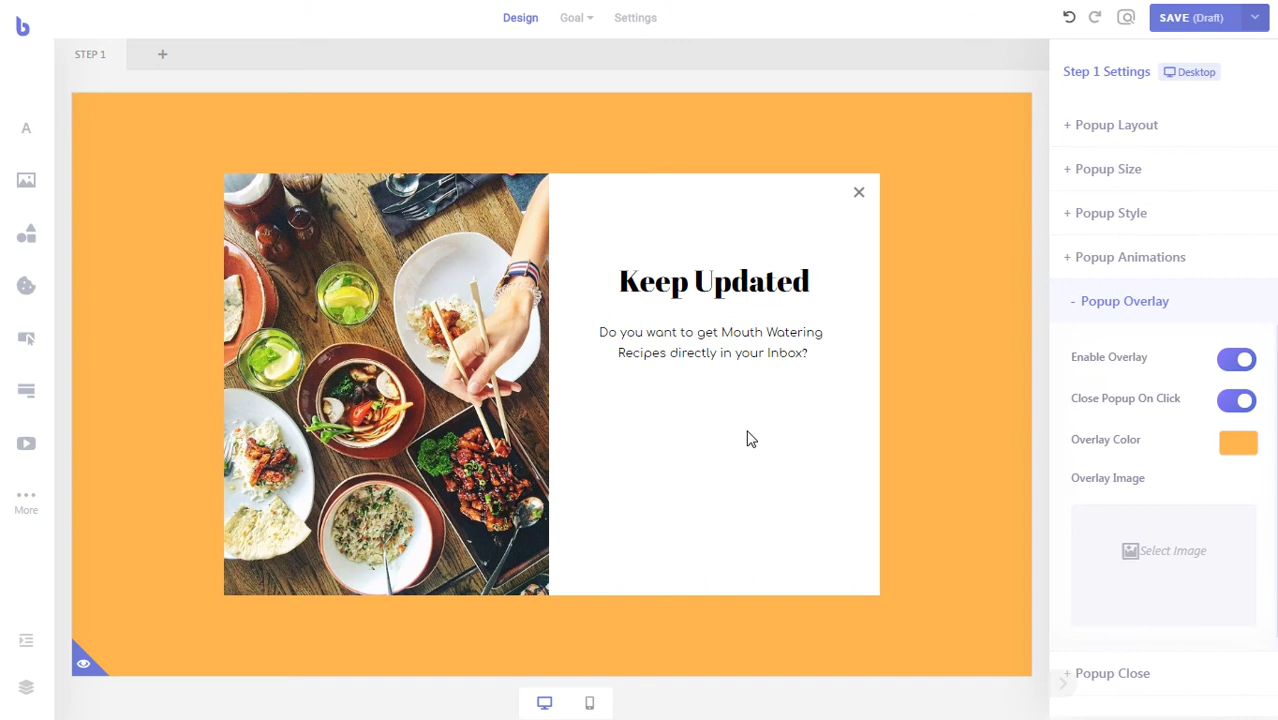 Design
Goal
Settings
SAVE (Draft)
STEP 1
+
Step 1 Settings
Desktop
A
+ Popup Layout
+ Popup Size
+ Popup Style
+ Popup Animations
- Popup Overlay
Keep Updated
Do you want to get Mouth Watering
Recipes directly in your Inbox?
Enable Overlay
Close Popup On Click
Overlay Color
Overlay Image
Select Image
More
+ Popup Close